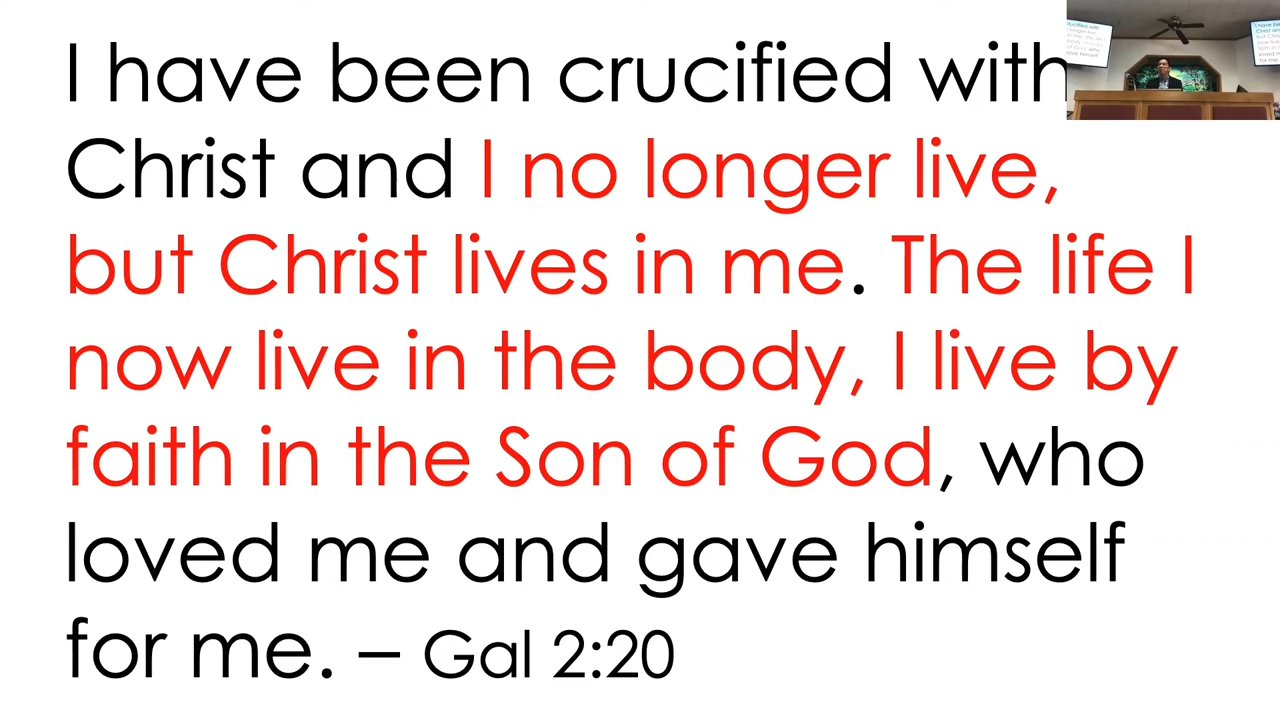 I have been crucified with
Christ and I no longer live,
but Christ lives in me. The life I
now live in the body, I live by
faith in the Son of God, who
loved me and gave himself
for me. – Gal 2:20